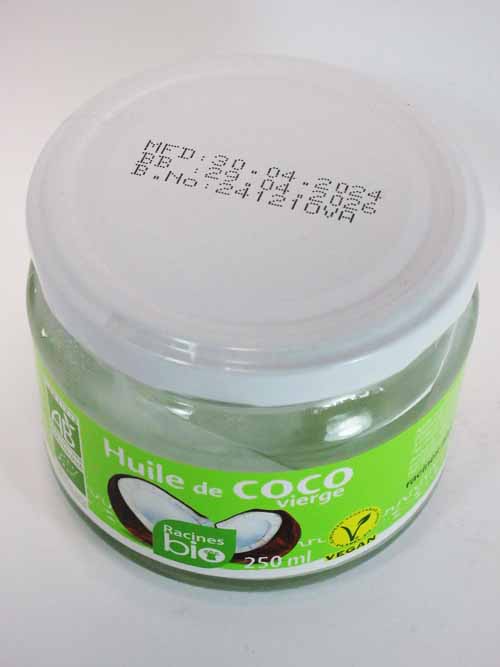 MFD:30.04.2024
BB :29.04.2026
B.No:241210VA
AB
Huile de coco
vierge
Racines
bio
250 ml
VEGAN